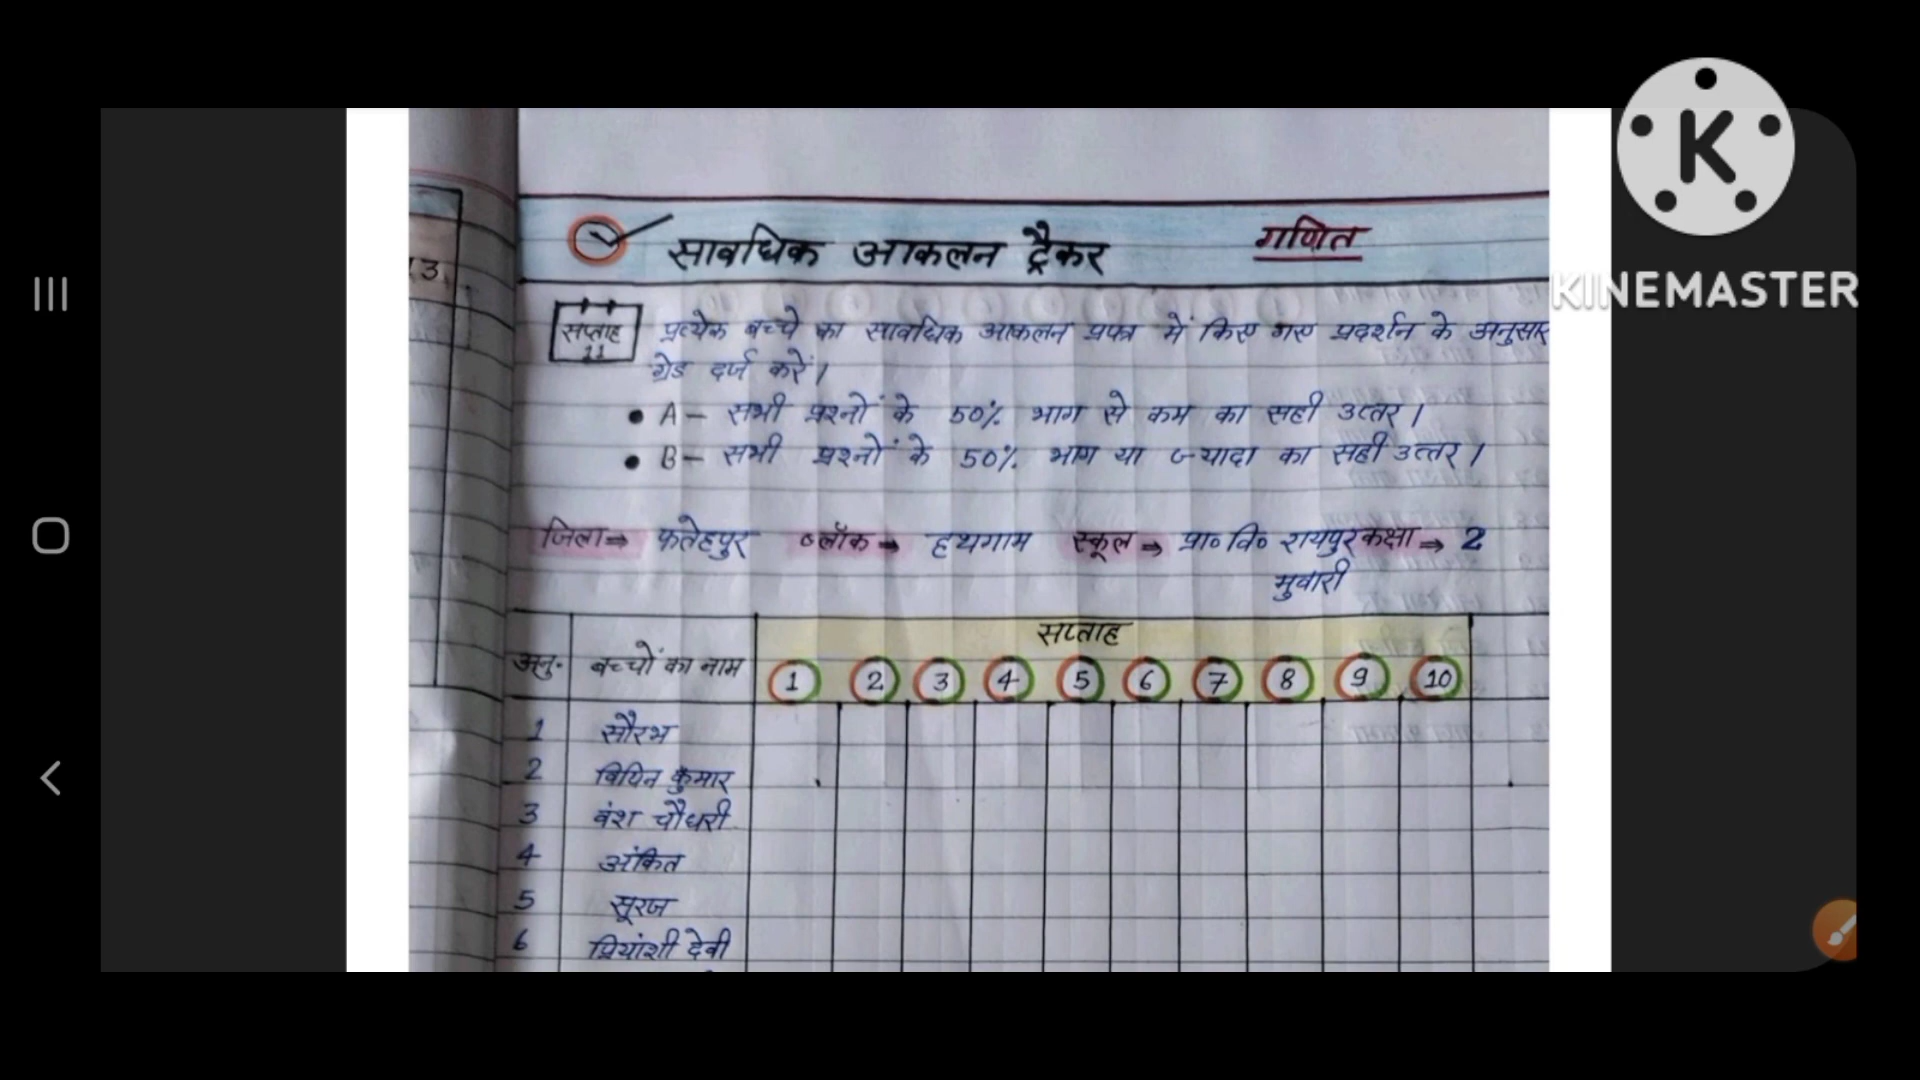 K
KINEMASTER
13.
सावधिक आकलन ट्रैकर
गणित
सप्ताह
11
प्रत्येक बच्चे का सावधिक आकलन प्रपत्र में किए गए प्रदर्शन के अनुसार
ग्रेड दर्ज करें।
• A – सभी प्रश्नों के 50% भाग से कम का सही उत्तर।
• B – सभी प्रश्नों के 50% भाग या ज्यादा का सही उत्तर।
जिला → फतेहपुर ब्लॉक → हथगाम स्कूल → प्रा० वि० रायपुर कक्षा → 2
मुवारी
सप्ताह
अनु. बच्चों का नाम 1 2 3 4 5 6 7 8 9 10
1 सौरभ
2 विपिन कुमार
3 वंश चौधरी
4 अंकित
5 सूरज
6 प्रियांशी देवी